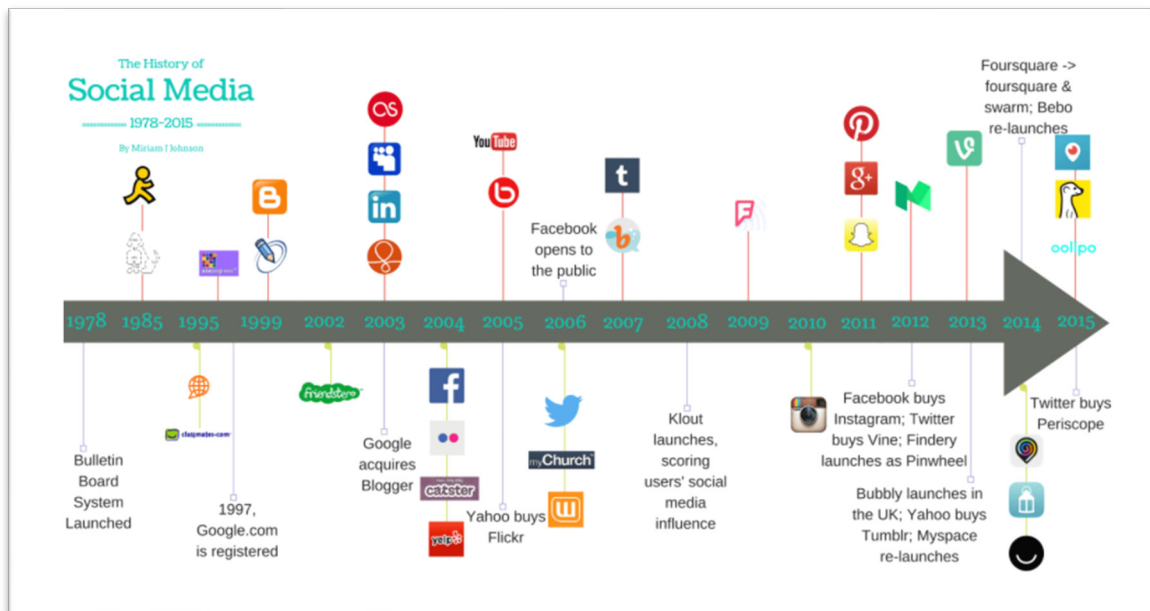 The History of
Social Media
1978-2015
By Miriam J Johnson
Foursquare ->
foursquare &
swarm; Bebo
re-launches
You Tube
Facebook
opens to
the public
in
g+
t
b
oolipo
1978 1985 1995 1999 2002 2003 2004 2005 2006 2007 2008 2009 2010 2011 2012 2013 2014 2015
friendster
classmates.com
f
myChurch
catster
yelp
Bulletin
Board
System
Launched
1997,
Google.com
is registered
Google
acquires
Blogger
Yahoo buys
Flickr
Klout
launches,
scoring
users' social
media
influence
Facebook buys
Instagram; Twitter
buys Vine; Findery
launches as Pinwheel
Bubbly launches in
the UK; Yahoo buys
Tumblr; Myspace
re-launches
Twitter buys
Periscope